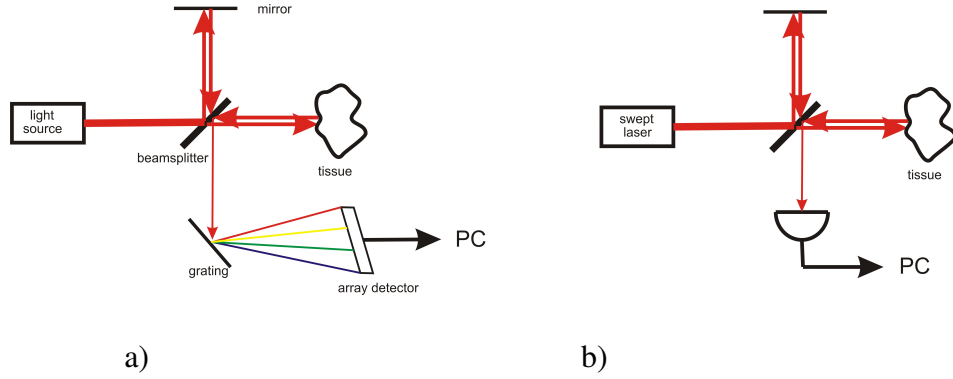 mirror
light
source
beamsplitter
tissue
grating
array detector
PC
a)
swept
laser
tissue
PC
b)